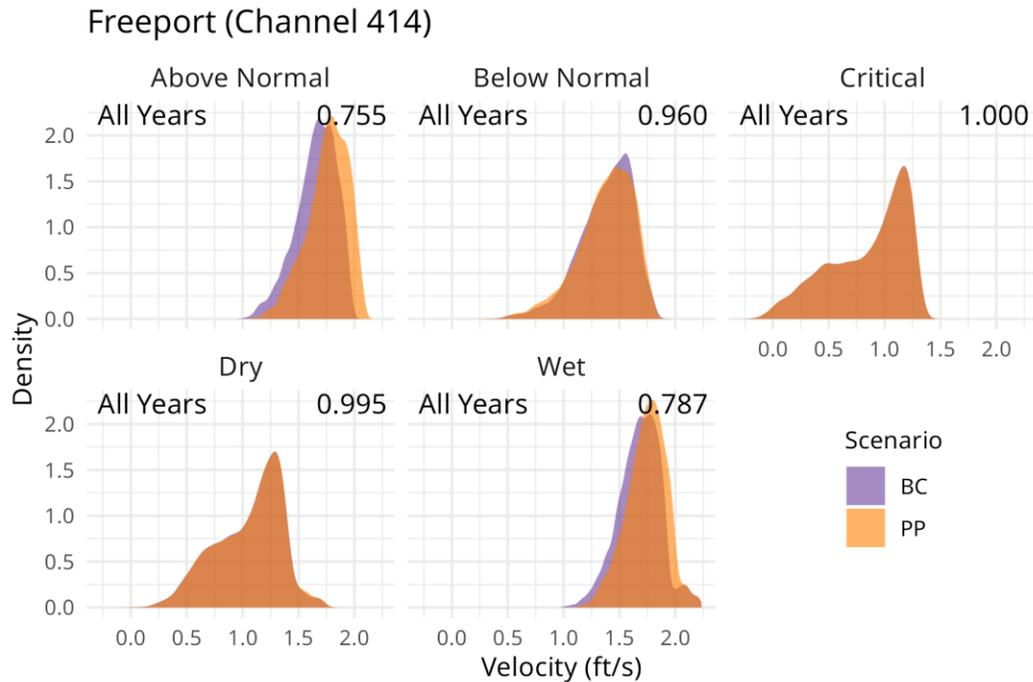 Freeport (Channel 414)
Above Normal
Below Normal
Critical
All Years 0.755
All Years 0.960
All Years 1.000
2.0
1.5
1.0
0.5
0.0
0.0 0.5 1.0 1.5 2.0
Density
Dry
Wet
All Years 0.995
All Years 0.787
2.0
1.5
1.0
0.5
0.0
0.0 0.5 1.0 1.5 2.0
0.0 0.5 1.0 1.5 2.0
Velocity (ft/s)
Scenario
BC
PP